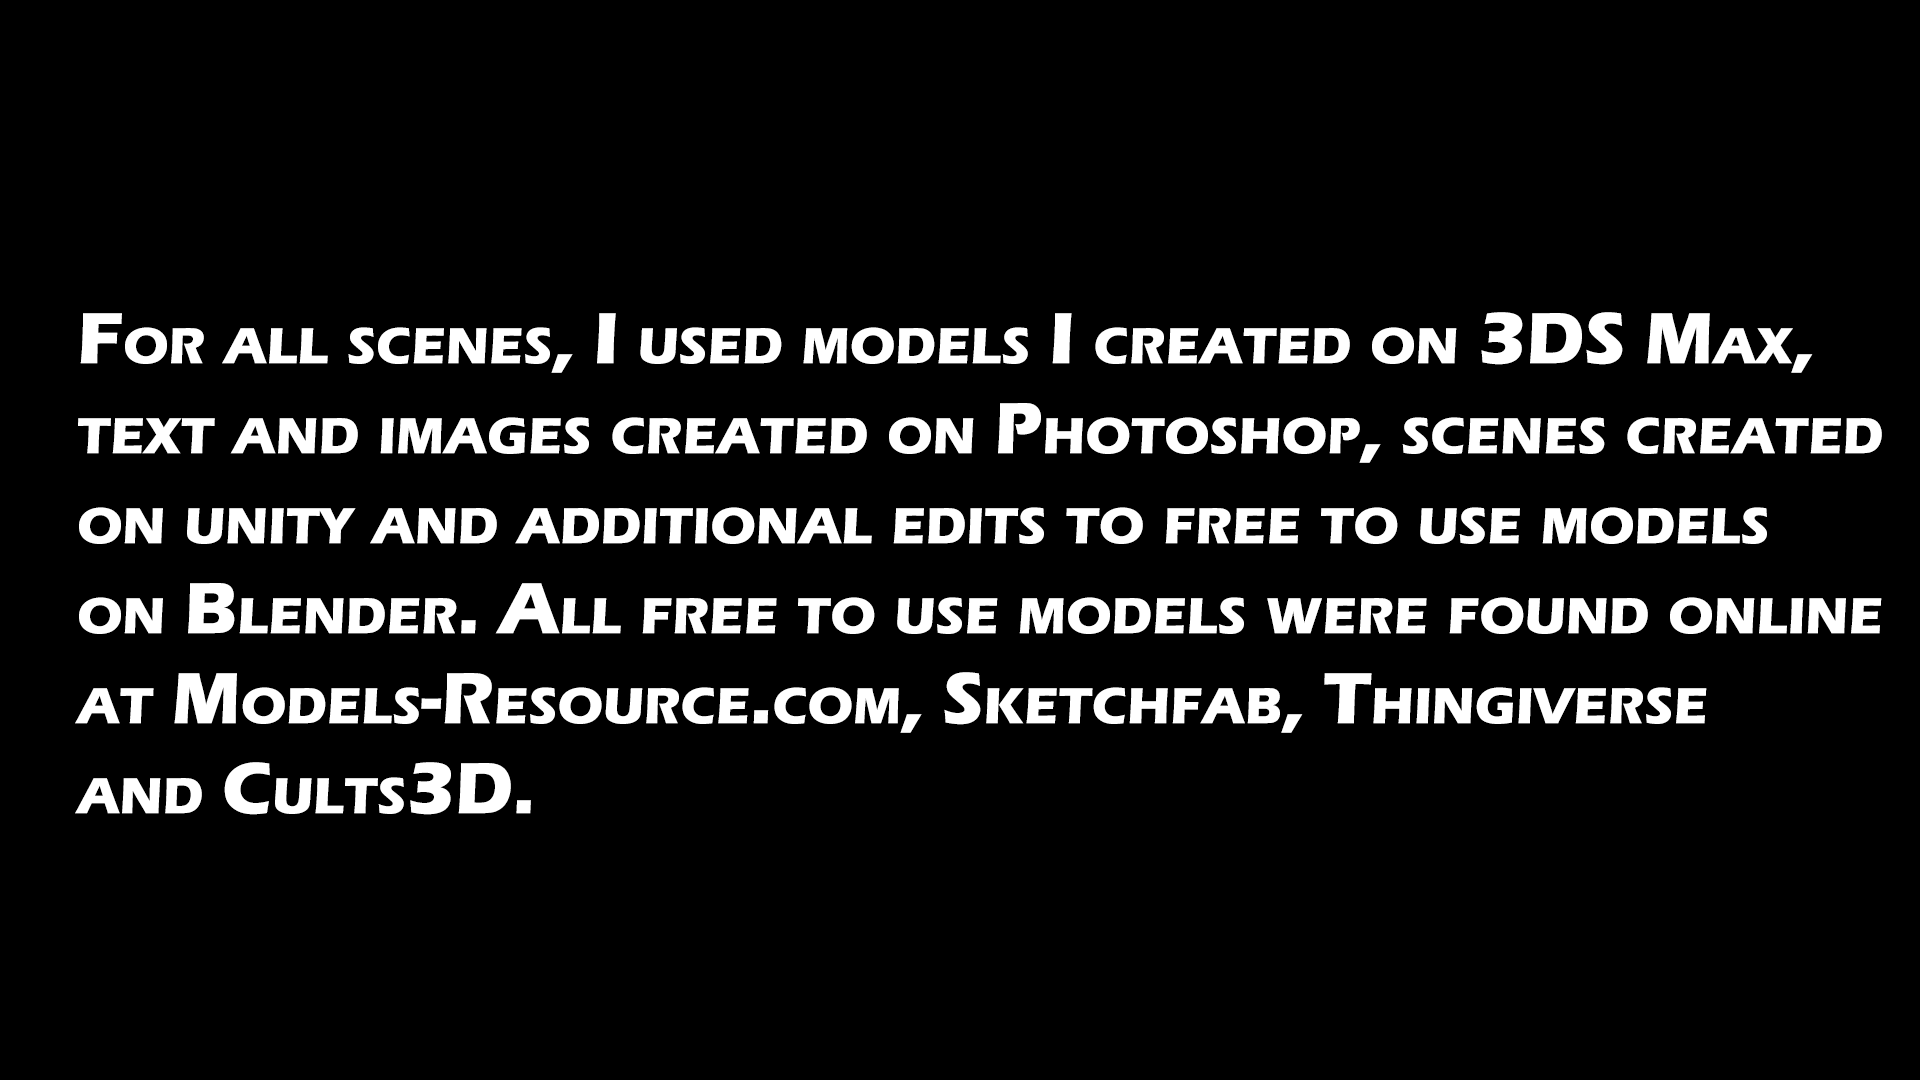 For all scenes, I used models I created on 3DS Max,
text and images created on Photoshop, scenes created
on unity and additional edits to free to use models
on Blender. All free to use models were found online
at Models-Resource.com, Sketchfab, Thingiverse
and Cults3D.